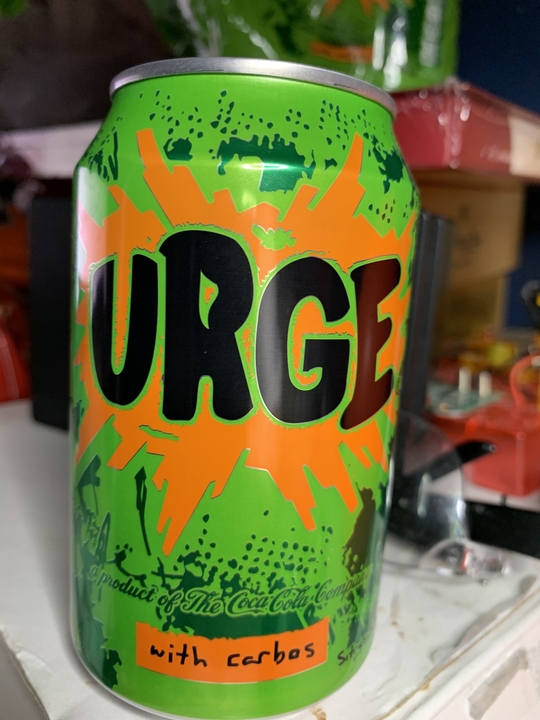 URGE
a product of The Coca-Cola Company
with carbos